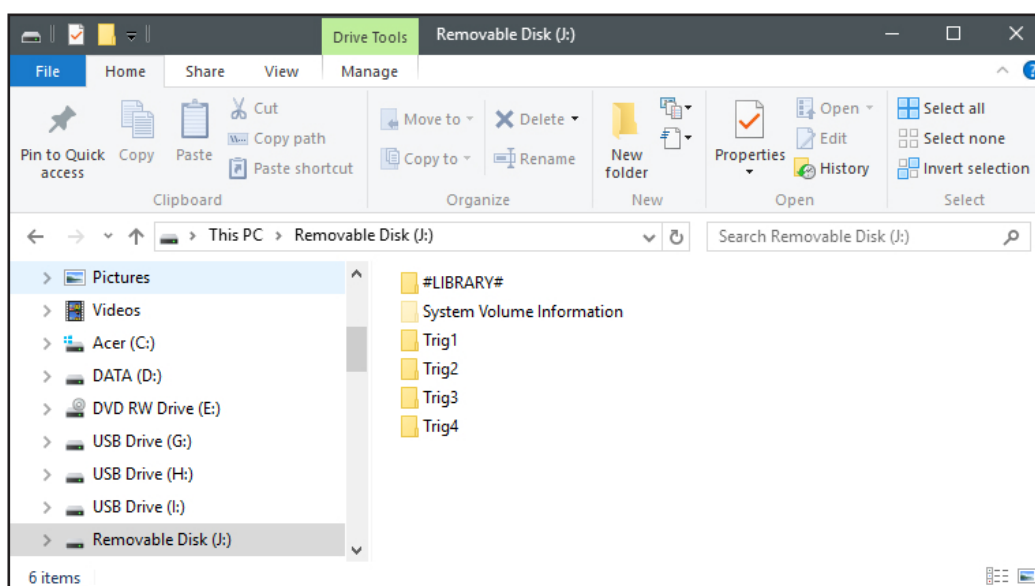 Drive Tools Removable Disk (J:)
File Home Share View Manage
Pin to Quick access
Copy
Paste
Cut
Copy path
Paste shortcut
Clipboard
Move to
Copy to
Delete
Rename
Organize
New folder
New
Properties
Open
Edit
History
Open
Select all
Select none
Invert selection
Select
This PC > Removable Disk (J:)
Search Removable Disk (J:)
Pictures
Videos
Acer (C:)
DATA (D:)
DVD RW Drive (E:)
USB Drive (G:)
USB Drive (H:)
USB Drive (I:)
Removable Disk (J:)
#LIBRARY#
System Volume Information
Trig1
Trig2
Trig3
Trig4
6 items